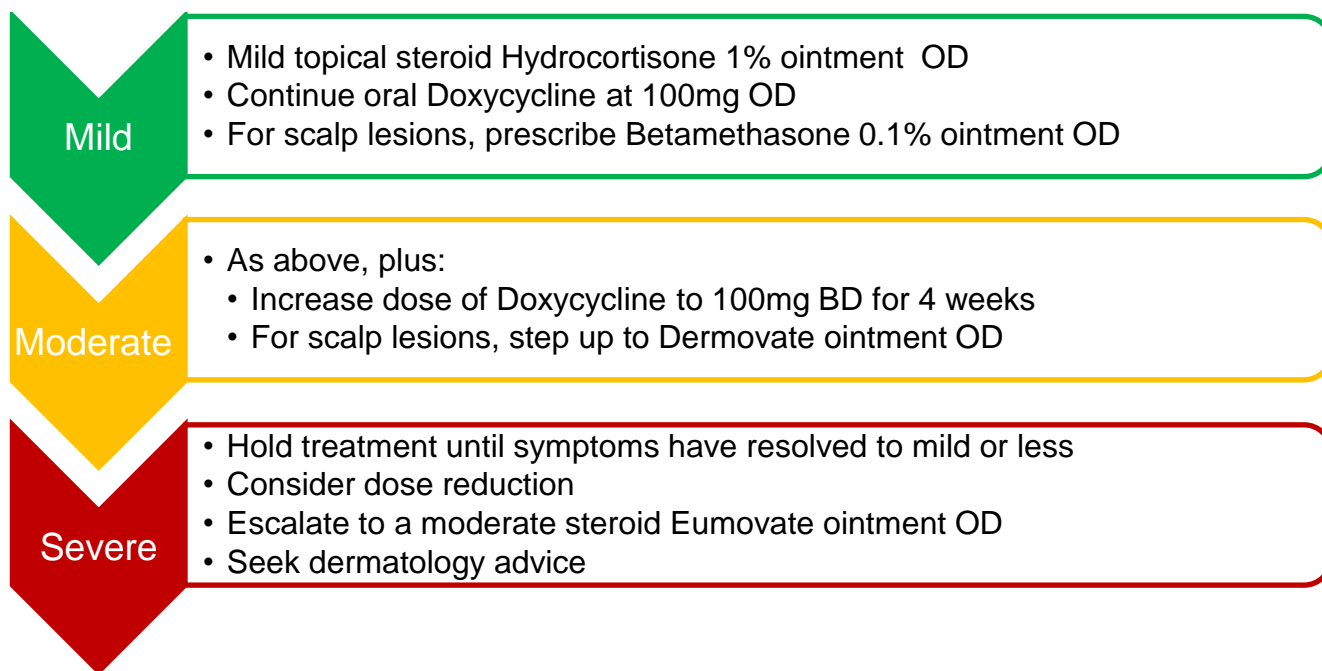 Mild
• Mild topical steroid Hydrocortisone 1% ointment OD
• Continue oral Doxycycline at 100mg OD
• For scalp lesions, prescribe Betamethasone 0.1% ointment OD
Moderate
• As above, plus:
• Increase dose of Doxycycline to 100mg BD for 4 weeks
• For scalp lesions, step up to Dermovate ointment OD
Severe
• Hold treatment until symptoms have resolved to mild or less
• Consider dose reduction
• Escalate to a moderate steroid Eumovate ointment OD
• Seek dermatology advice